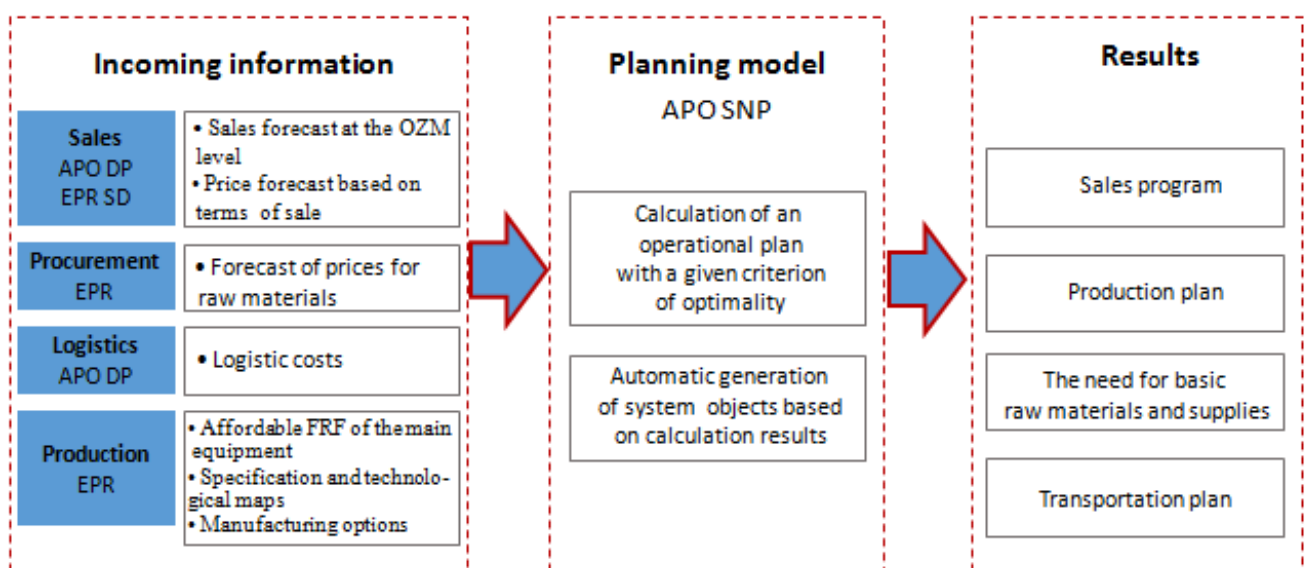 Incoming information
Sales
APO DP
EPR SD
• Sales forecast at the OZM
level
• Price forecast based on
terms of sale
Procurement
EPR
• Forecast of prices for
raw materials
Logistics
APO DP
• Logistic costs
Production
EPR
• Affordable FRF of the main
equipment
• Specification and technolo-
gical maps
• Manufacturing options
Planning model
APO SNP
Calculation of an
operational plan
with a given criterion
of optimality
Automatic generation
of system objects based
on calculation results
Results
Sales program
Production plan
The need for basic
raw materials and supplies
Transportation plan